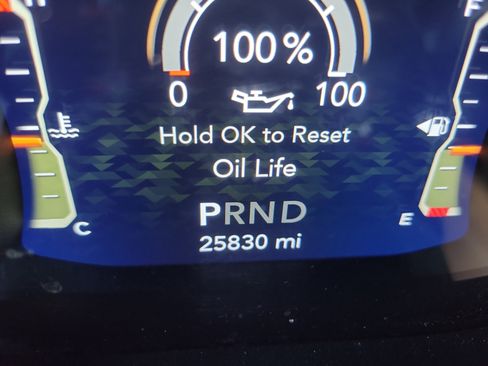 F
100%
0 100
Hold OK to Reset
Oil Life
C E
PRND
25830 mi